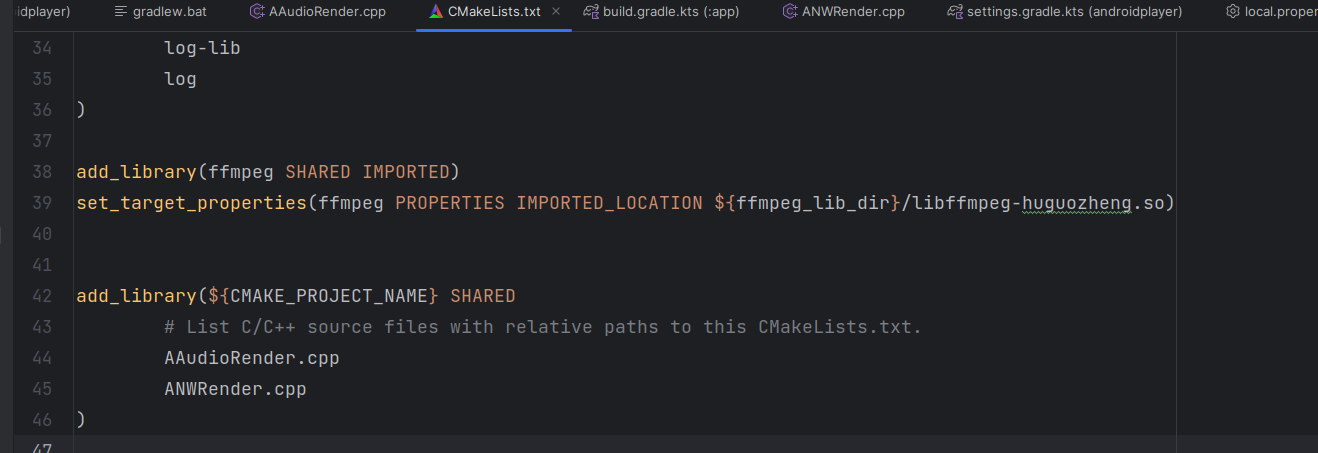 idplayer) gradlew.bat AAudioRender.cpp CMakeLists.txt build.gradle.kts (:app) ANWRender.cpp settings.gradle.kts (androidplayer) local.proper
34 log-lib
35 log
36 )
37
38 add_library(ffmpeg SHARED IMPORTED)
39 set_target_properties(ffmpeg PROPERTIES IMPORTED_LOCATION ${ffmpeg_lib_dir}/libffmpeg-huguozheng.so)
40
41
42 add_library(${CMAKE_PROJECT_NAME} SHARED
43 # List C/C++ source files with relative paths to this CMakeLists.txt.
44 AAudioRender.cpp
45 ANWRender.cpp
46 )
47